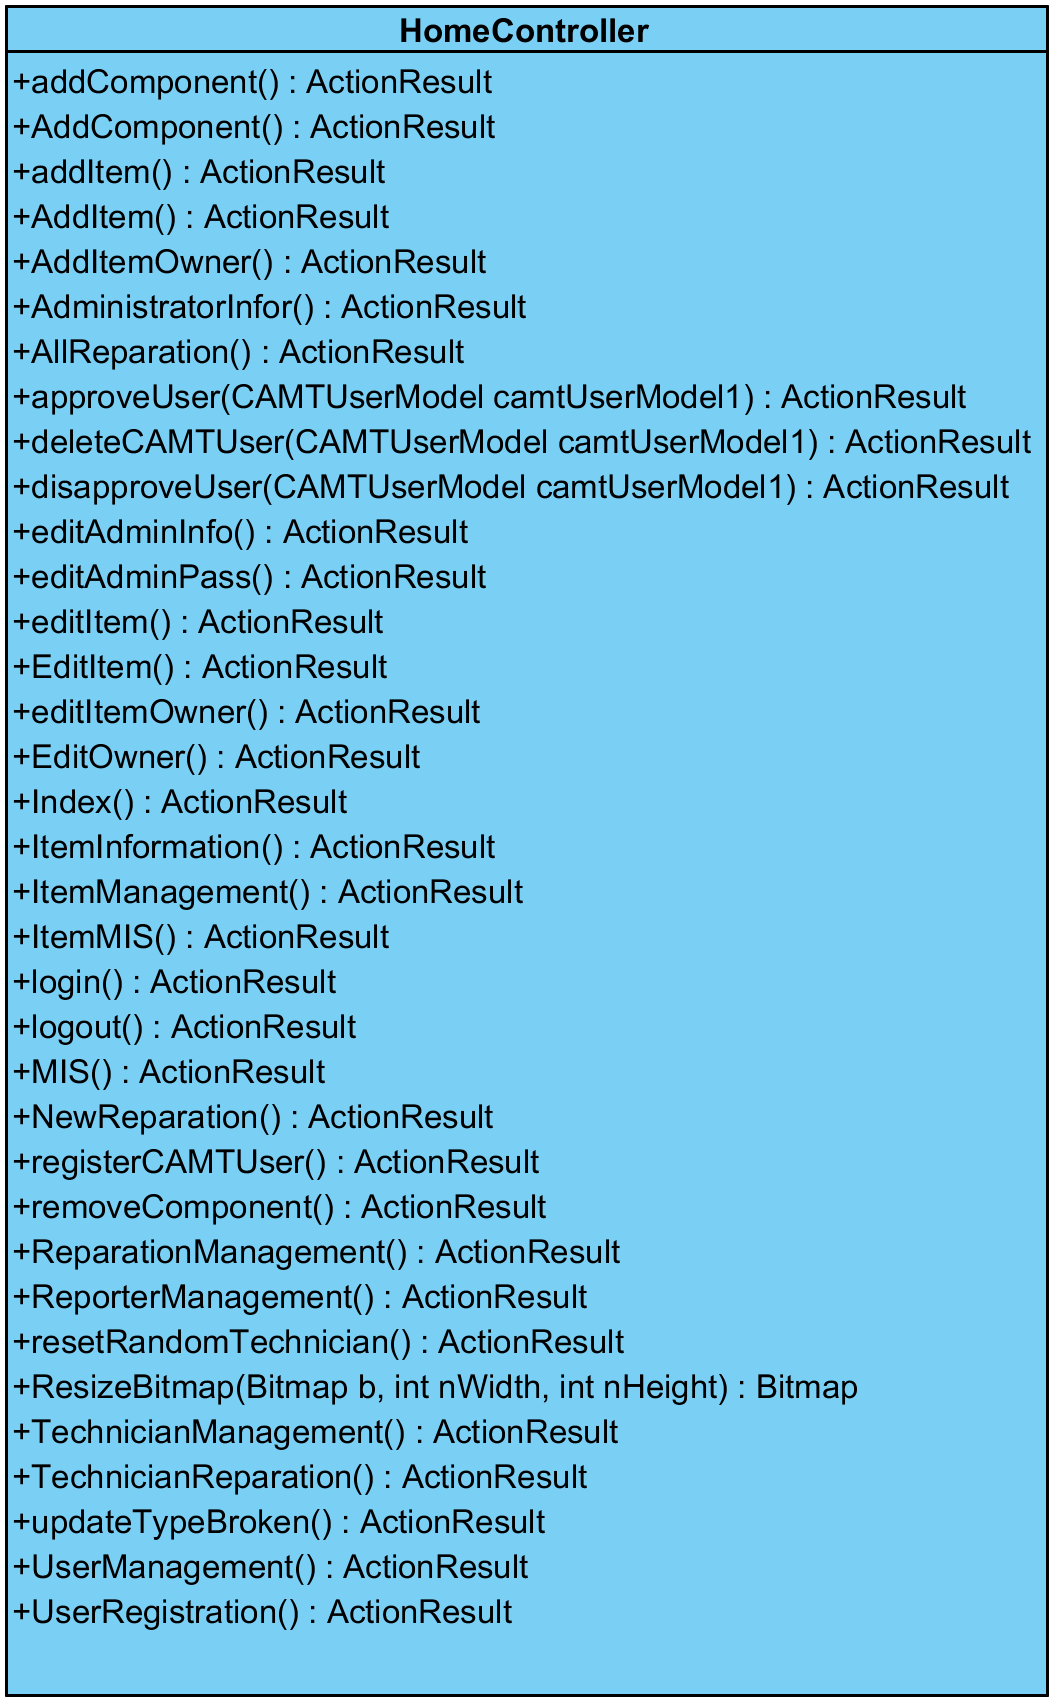 HomeController
+addComponent() : ActionResult
+AddComponent() : ActionResult
+addItem() : ActionResult
+AddItem() : ActionResult
+AddItemOwner() : ActionResult
+AdministratorInfor() : ActionResult
+AllReparation() : ActionResult
+approveUser(CAMTUserModel camtUserModel1) : ActionResult
+deleteCAMTUser(CAMTUserModel camtUserModel1) : ActionResult
+disapproveUser(CAMTUserModel camtUserModel1) : ActionResult
+editAdminInfo() : ActionResult
+editAdminPass() : ActionResult
+editItem() : ActionResult
+EditItem() : ActionResult
+editItemOwner() : ActionResult
+EditOwner() : ActionResult
+Index() : ActionResult
+ItemInformation() : ActionResult
+ItemManagement() : ActionResult
+ItemMIS() : ActionResult
+login() : ActionResult
+logout() : ActionResult
+MIS() : ActionResult
+NewReparation() : ActionResult
+registerCAMTUser() : ActionResult
+removeComponent() : ActionResult
+ReparationManagement() : ActionResult
+ReporterManagement() : ActionResult
+resetRandomTechnician() : ActionResult
+ResizeBitmap(Bitmap b, int nWidth, int nHeight) : Bitmap
+TechnicianManagement() : ActionResult
+TechnicianReparation() : ActionResult
+updateTypeBroken() : ActionResult
+UserManagement() : ActionResult
+UserRegistration() : ActionResult